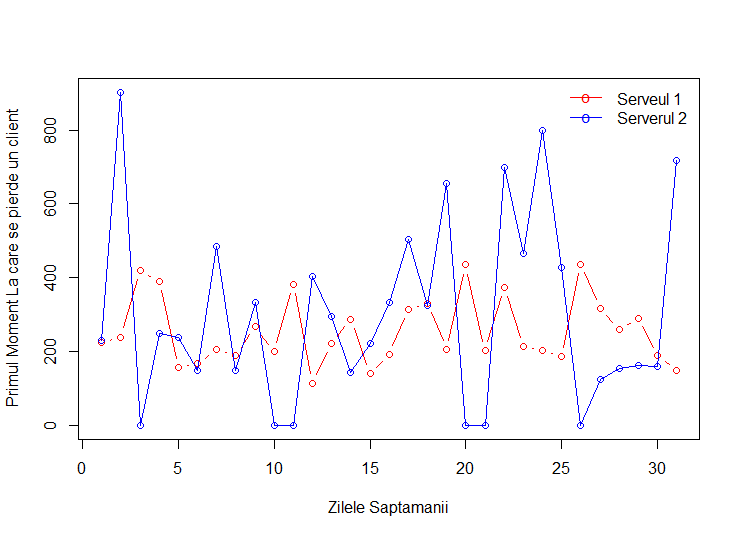 Serveul 1
Serverul 2
Primul Moment La care se pierde un client
800
600
400
200
0
0 5 10 15 20 25 30
Zilele Saptamanii